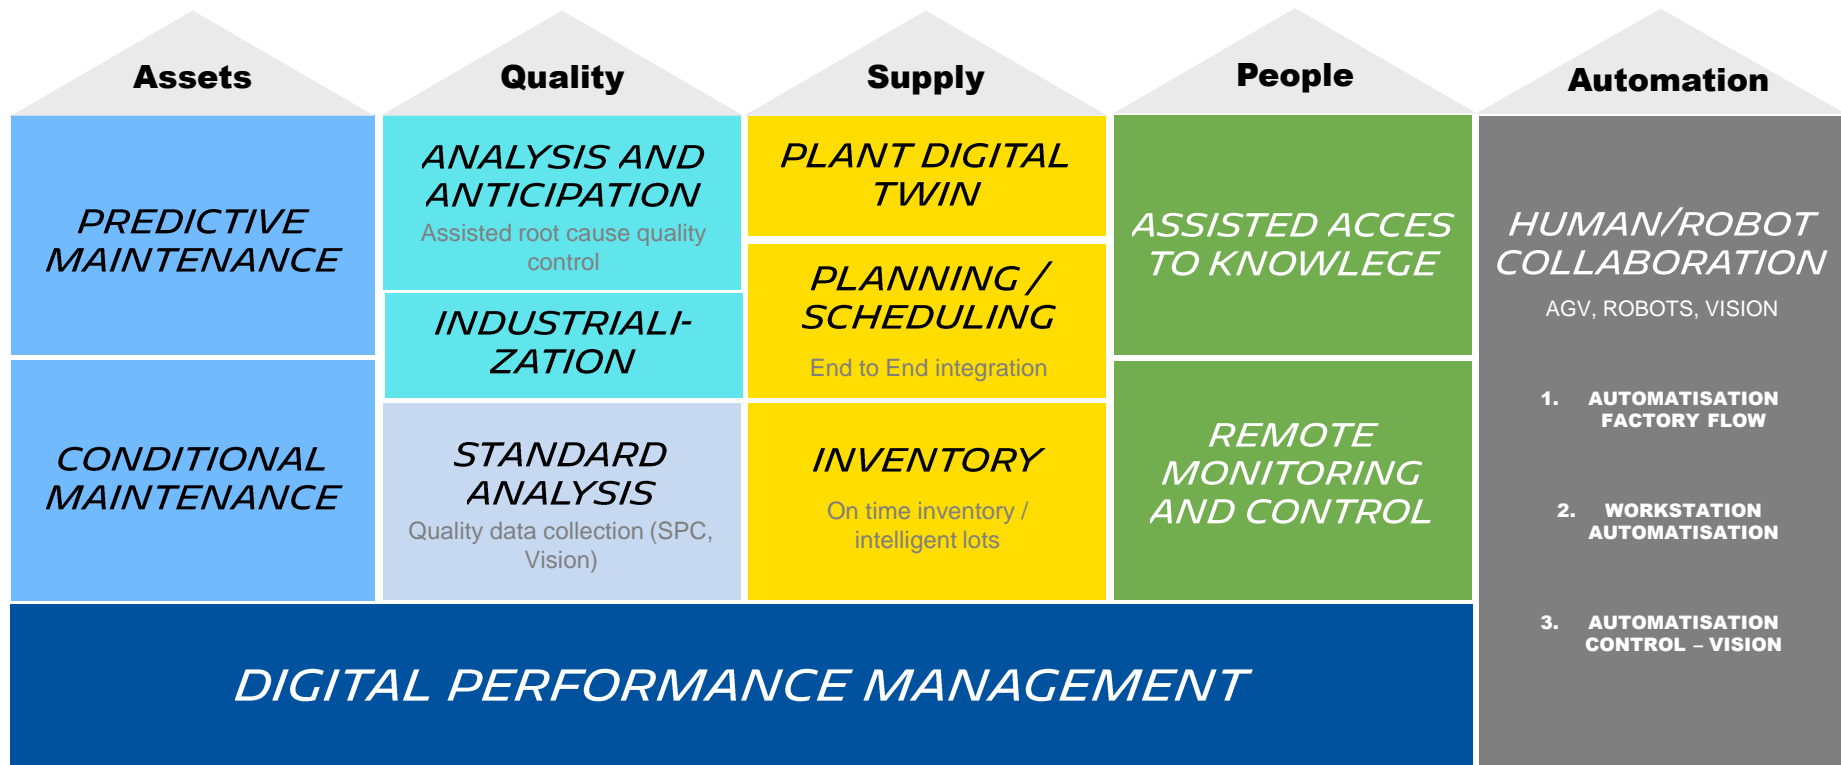 Assets
Quality
Supply
People
Automation
PREDICTIVE
MAINTENANCE
CONDITIONAL
MAINTENANCE
ANALYSIS AND
ANTICIPATION
Assisted root cause quality
control
INDUSTRIALI-
ZATION
STANDARD
ANALYSIS
Quality data collection (SPC,
Vision)
PLANT DIGITAL
TWIN
PLANNING /
SCHEDULING
End to End integration
INVENTORY
On time inventory /
intelligent lots
ASSISTED ACCES
TO KNOWLEGE
REMOTE
MONITORING
AND CONTROL
HUMAN/ROBOT
COLLABORATION
AGV, ROBOTS, VISION
1. AUTOMATISATION
FACTORY FLOW
2. WORKSTATION
AUTOMATISATION
3. AUTOMATISATION
CONTROL – VISION
DIGITAL PERFORMANCE MANAGEMENT